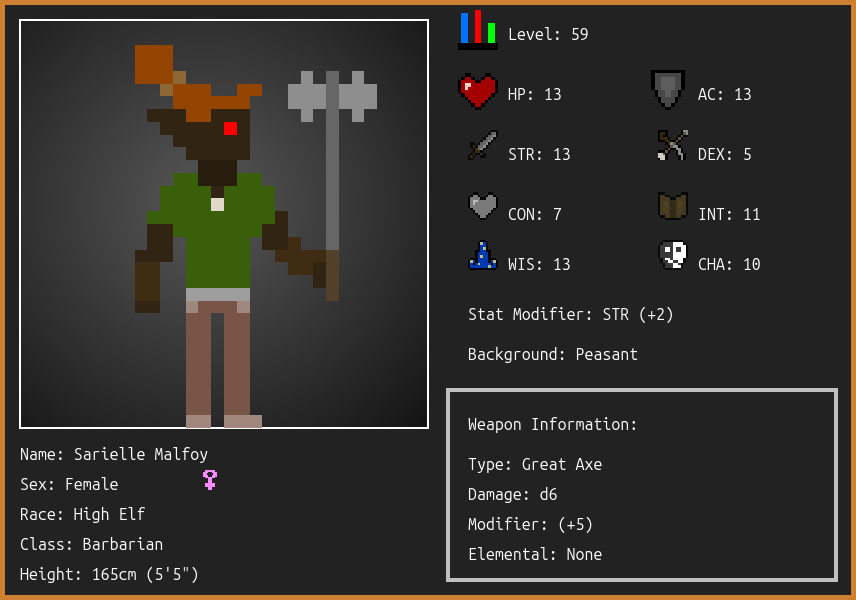 Level: 59
HP: 13
AC: 13
STR: 13
DEX: 5
CON: 7
INT: 11
WIS: 13
CHA: 10
Stat Modifier: STR (+2)
Background: Peasant
Weapon Information:
Type: Great Axe
Damage: d6
Modifier: (+5)
Elemental: None
Name: Sarielle Malfoy
Sex: Female
Race: High Elf
Class: Barbarian
Height: 165cm (5'5")